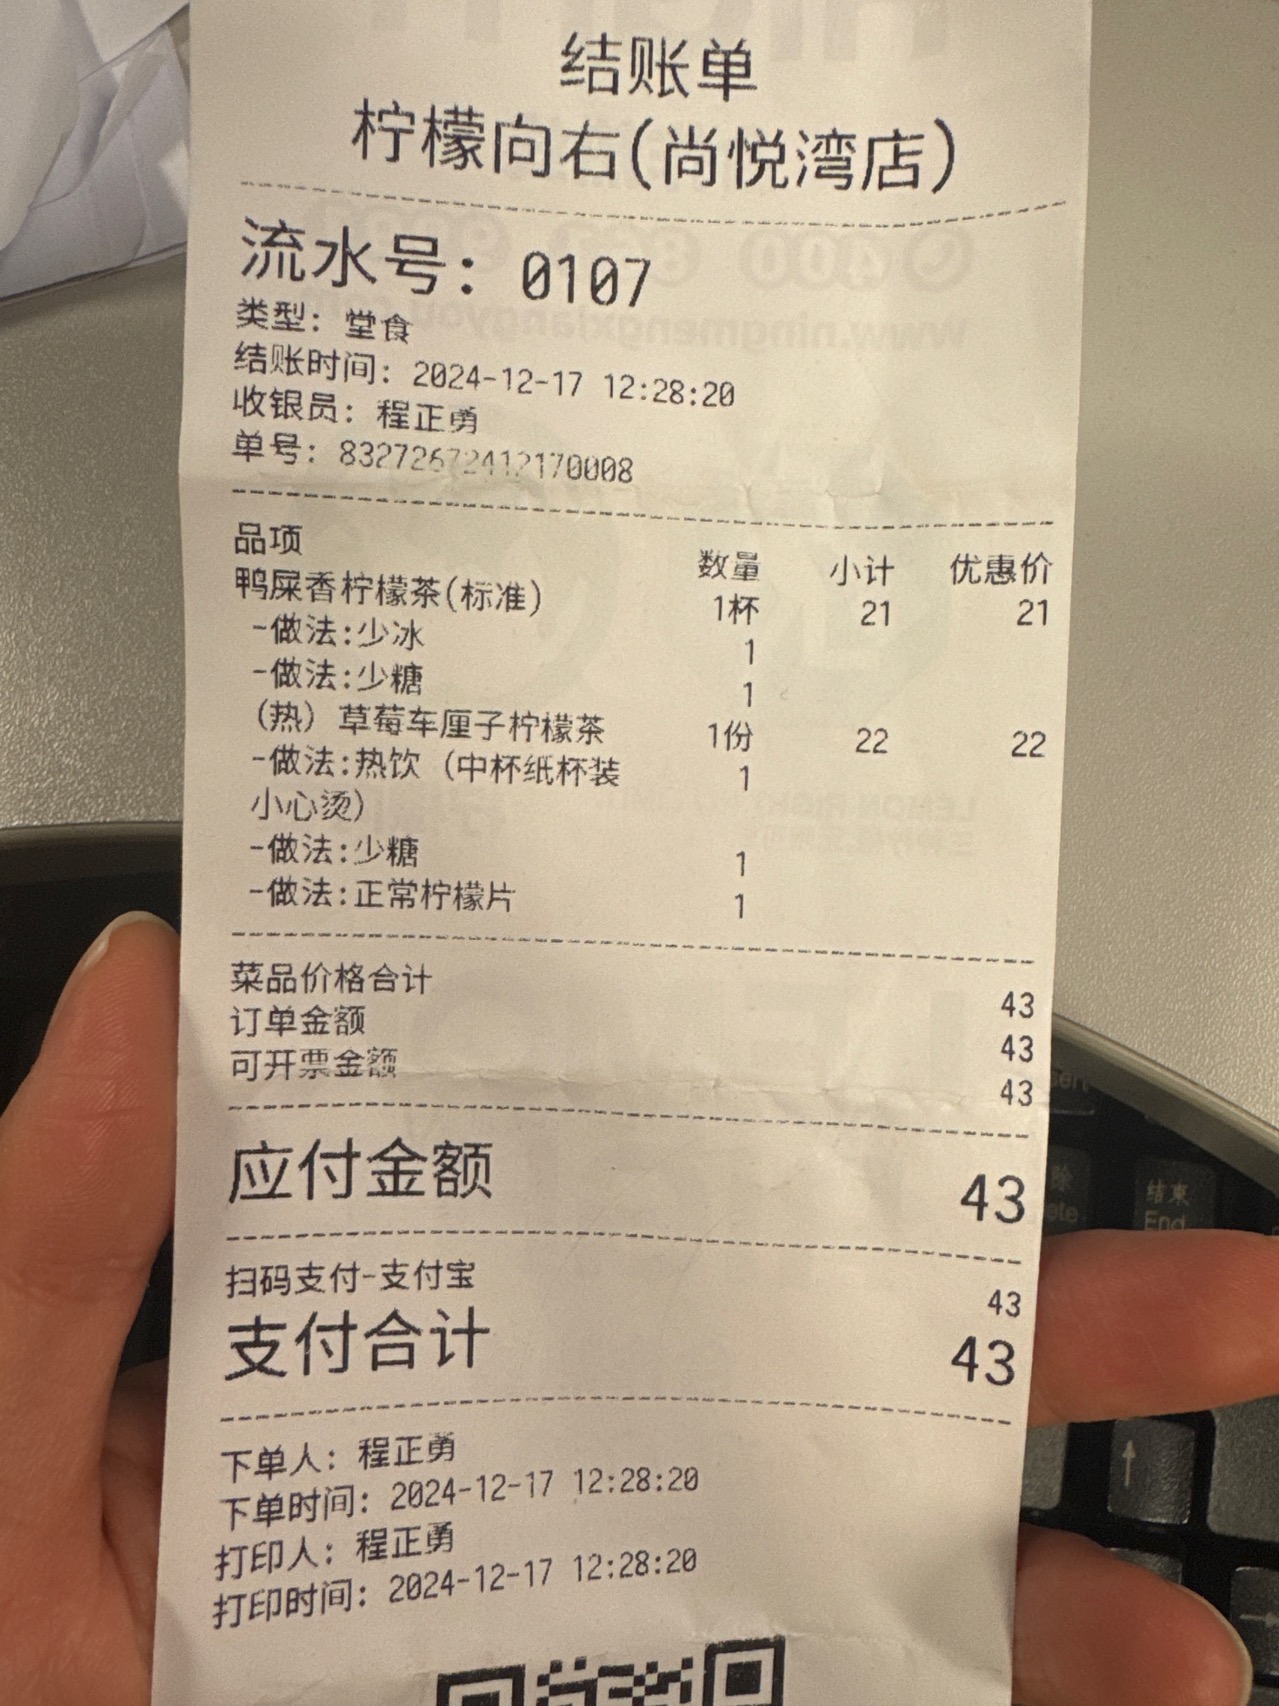 结账单
柠檬向右(尚悦湾店)
流水号: 0107
类型: 堂食
结账时间: 2024-12-17 12:28:20
收银员: 程正勇
单号: 83272672412170008
品项 数量 小计 优惠价
鸭屎香柠檬茶(标准) 1杯 21 21
-做法:少冰 1
-做法:少糖 1
(热) 草莓车厘子柠檬茶 1份 22 22
-做法:热饮 (中杯纸杯装 1
小心烫)
-做法:少糖 1
-做法:正常柠檬片 1
菜品价格合计 43
订单金额 43
可开票金额 43
应付金额 43
扫码支付-支付宝 43
支付合计 43
下单人: 程正勇
下单时间: 2024-12-17 12:28:20
打印人: 程正勇
打印时间: 2024-12-17 12:28:20
结束
End